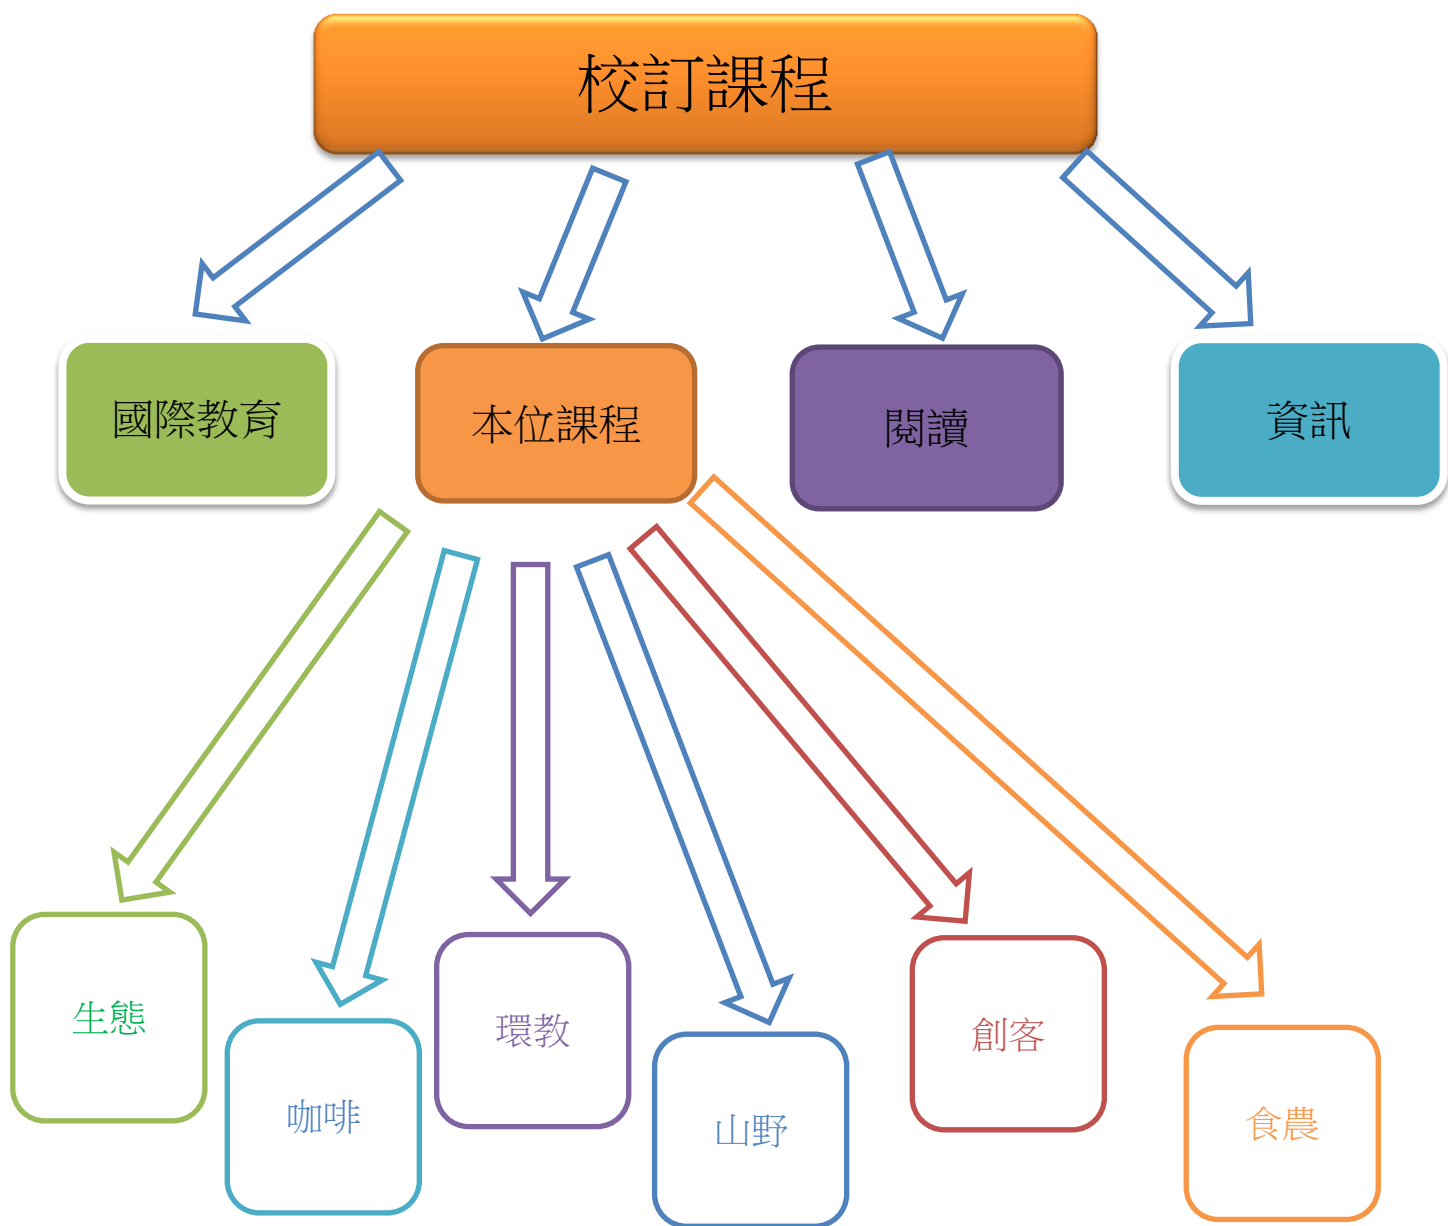 校訂課程
國際教育
本位課程
閱讀
資訊
生態
咖啡
環教
山野
創客
食農